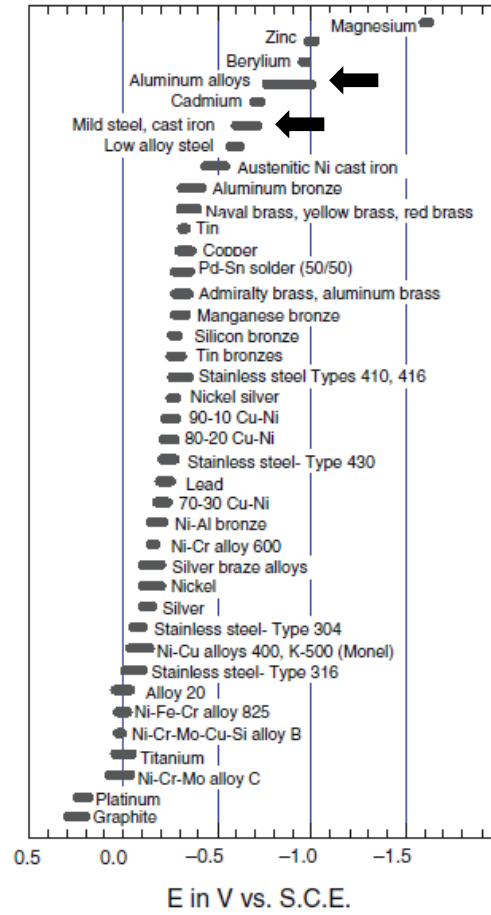 Magnesium
Zinc
Berylium
Aluminum alloys
Cadmium
Mild steel, cast iron
Low alloy steel
Austenitic Ni cast iron
Aluminum bronze
Naval brass, yellow brass, red brass
Tin
Copper
Pd-Sn solder (50/50)
Admiralty brass, aluminum brass
Manganese bronze
Silicon bronze
Tin bronzes
Stainless steel Types 410, 416
Nickel silver
90-10 Cu-Ni
80-20 Cu-Ni
Stainless steel- Type 430
Lead
70-30 Cu-Ni
Ni-Al bronze
Ni-Cr alloy 600
Silver braze alloys
Nickel
Silver
Stainless steel- Type 304
Ni-Cu alloys 400, K-500 (Monel)
Stainless steel- Type 316
Alloy 20
Ni-Fe-Cr alloy 825
Ni-Cr-Mo-Cu-Si alloy B
Titanium
Ni-Cr-Mo alloy C
Platinum
Graphite
0.5 0.0 –0.5 –1.0 –1.5
E in V vs. S.C.E.